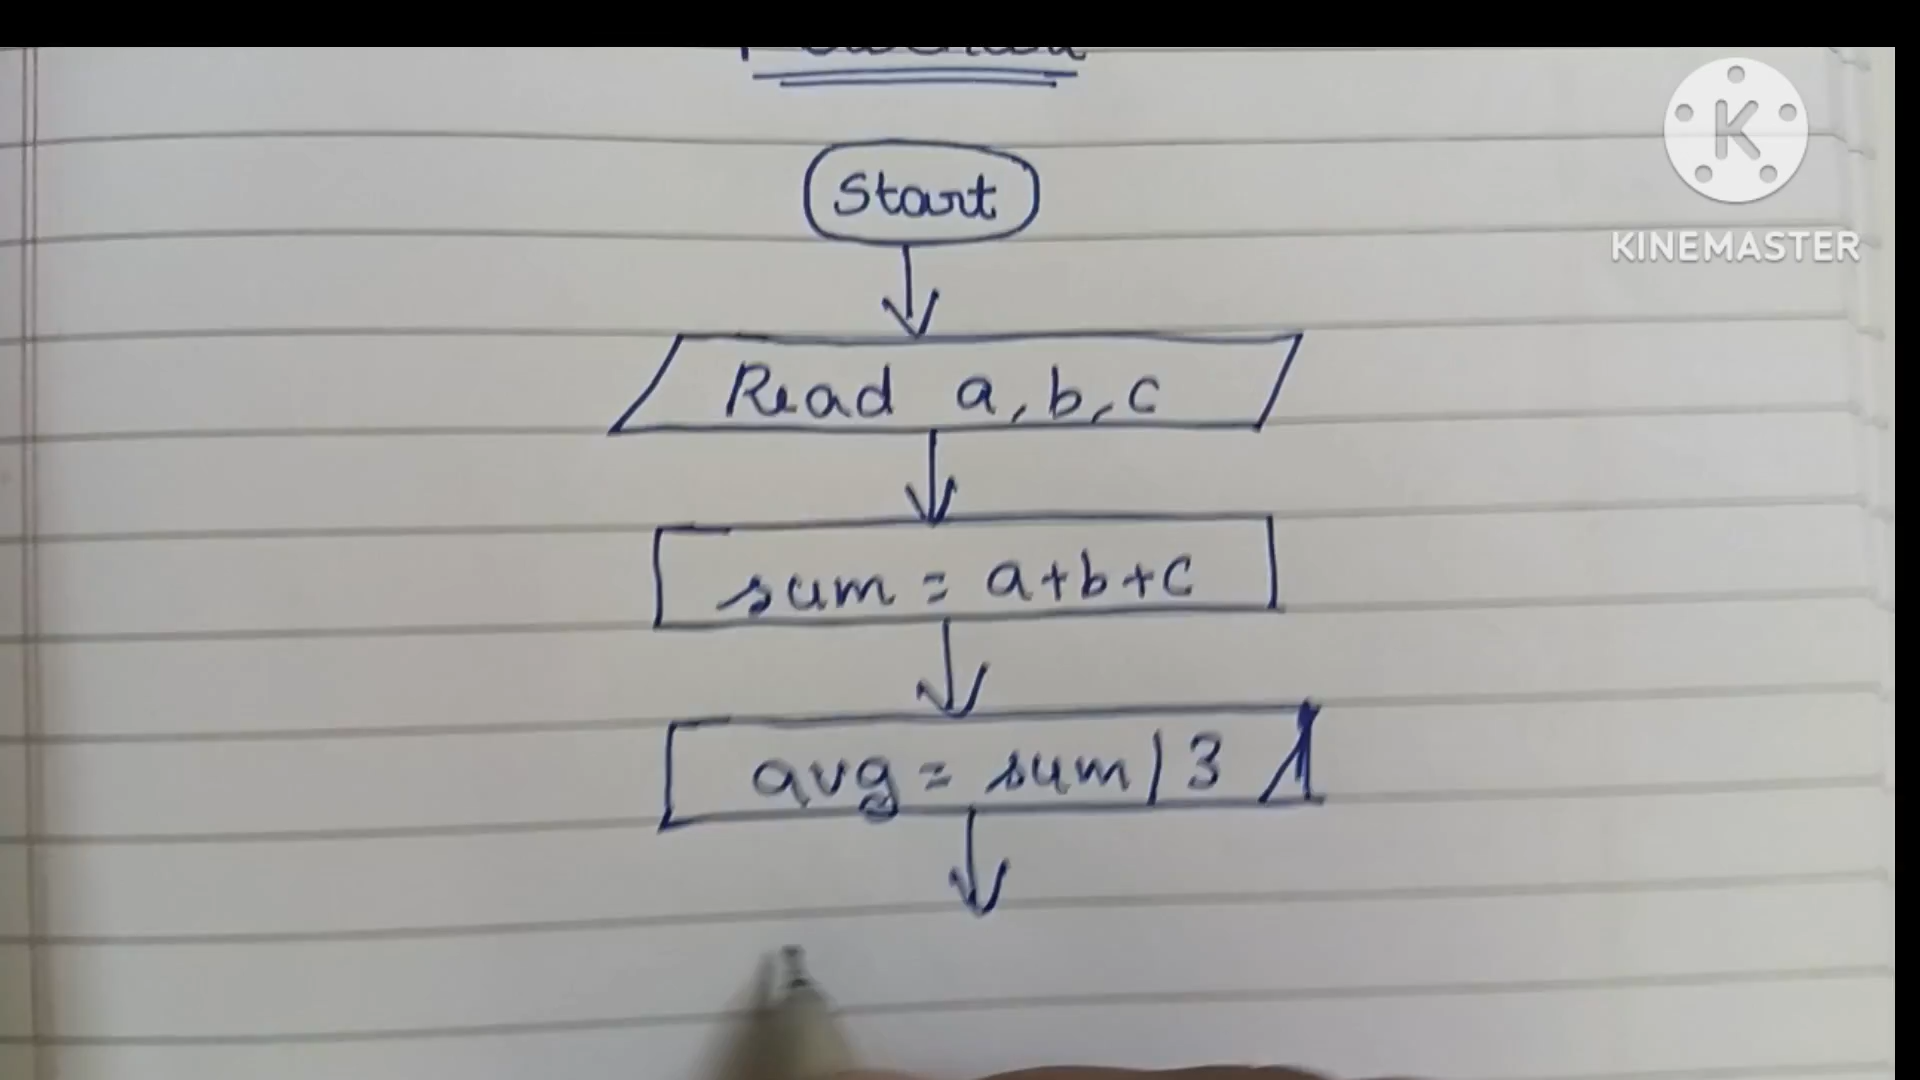 Start
K
KINEMASTER
Read a, b, c
sum = a+b+c
avg = sum / 3